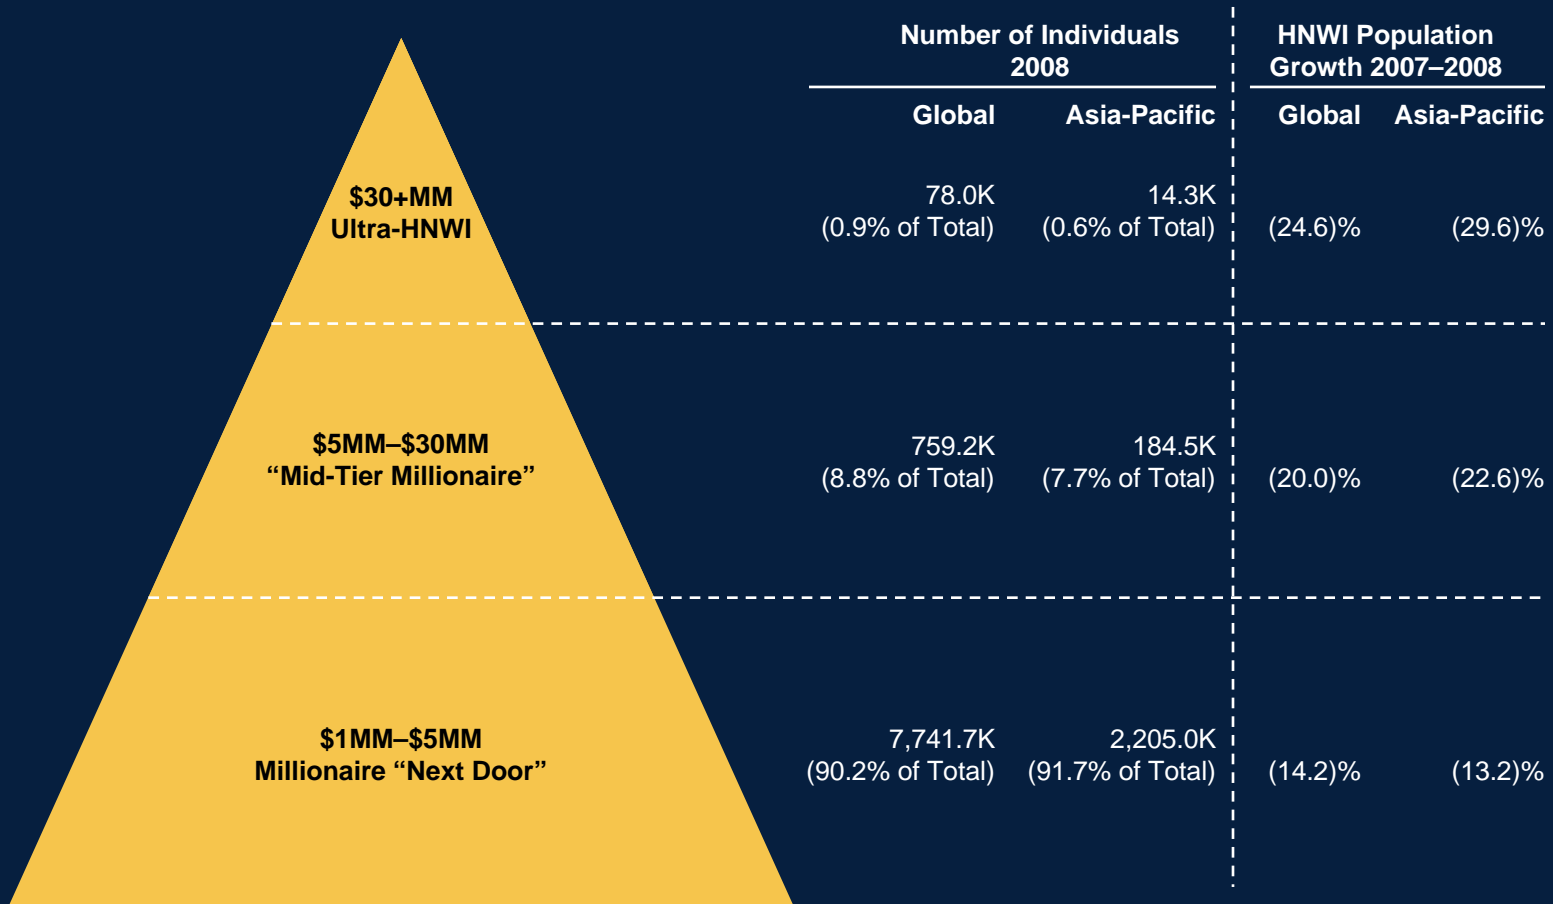 Number of Individuals
2008
HNWI Population
Growth 2007–2008
Global
Asia-Pacific
Global
Asia-Pacific
$30+MM
Ultra-HNWI
78.0K
(0.9% of Total)
14.3K
(0.6% of Total)
(24.6)%
(29.6)%
$5MM–$30MM
“Mid-Tier Millionaire”
759.2K
(8.8% of Total)
184.5K
(7.7% of Total)
(20.0)%
(22.6)%
$1MM–$5MM
Millionaire “Next Door”
7,741.7K
(90.2% of Total)
2,205.0K
(91.7% of Total)
(14.2)%
(13.2)%